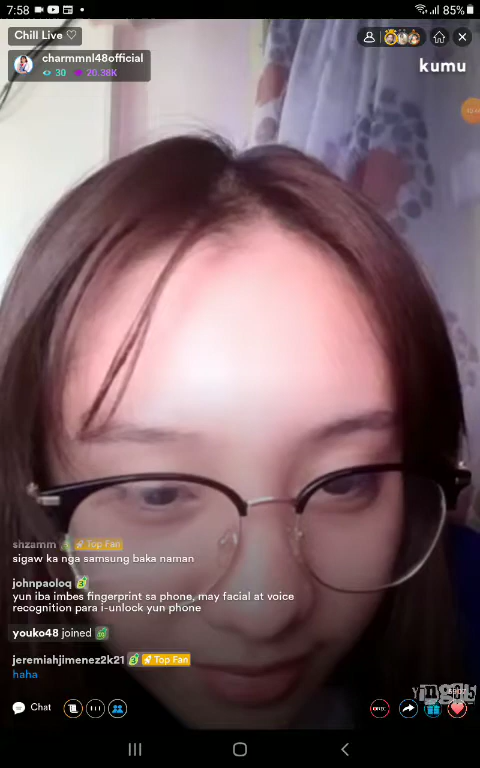 7:58
85%
Chill Live ♡
charmmnl48official
30 20.38K
kumu
shzamm Top Fan
sigaw ka nga samsung baka naman
johnpaoloq
yun iba imbes fingerprint sa phone, may facial at voice
recognition para i-unlock yun phone
youko48 joined
jeremiahjimenez2k21 Top Fan
haha
Chat